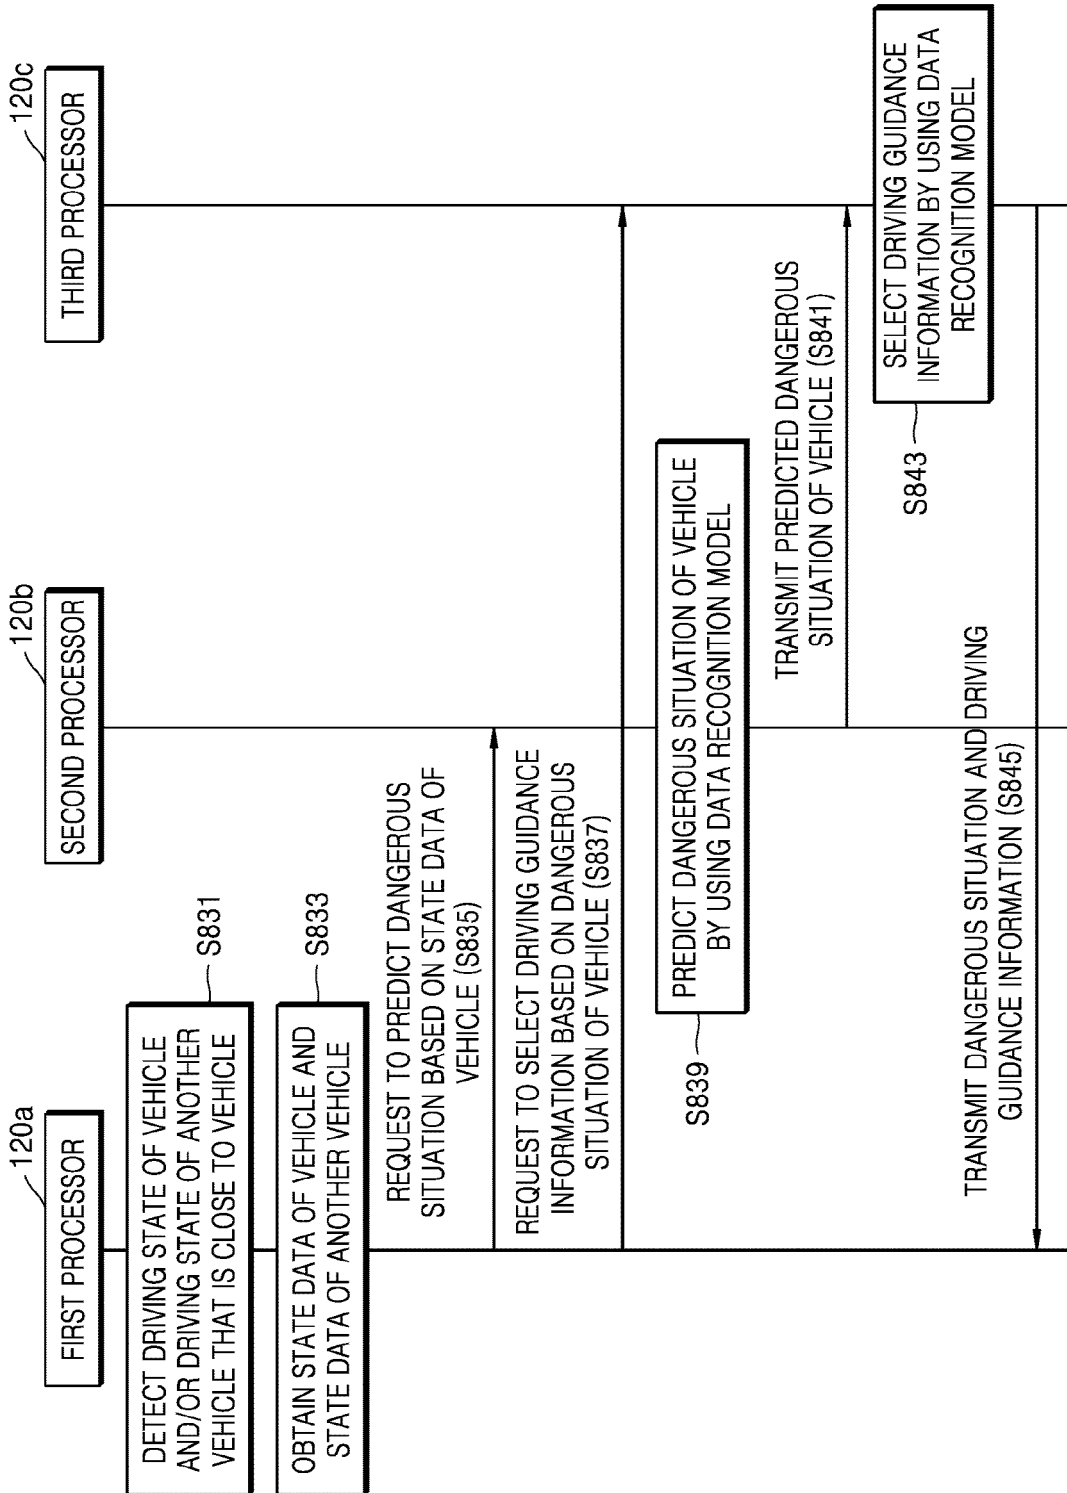 120a
FIRST PROCESSOR
120b
SECOND PROCESSOR
120c
THIRD PROCESSOR
DETECT DRIVING STATE OF VEHICLE
AND/OR DRIVING STATE OF ANOTHER
VEHICLE THAT IS CLOSE TO VEHICLE
S831
OBTAIN STATE DATA OF VEHICLE AND
STATE DATA OF ANOTHER VEHICLE
S833
REQUEST TO PREDICT DANGEROUS
SITUATION BASED ON STATE DATA OF
VEHICLE (S835)
REQUEST TO SELECT DRIVING GUIDANCE
INFORMATION BASED ON DANGEROUS
SITUATION OF VEHICLE (S837)
S839
PREDICT DANGEROUS SITUATION OF VEHICLE
BY USING DATA RECOGNITION MODEL
TRANSMIT PREDICTED DANGEROUS
SITUATION OF VEHICLE (S841)
S843
SELECT DRIVING GUIDANCE
INFORMATION BY USING DATA
RECOGNITION MODEL
TRANSMIT DANGEROUS SITUATION AND DRIVING
GUIDANCE INFORMATION (S845)